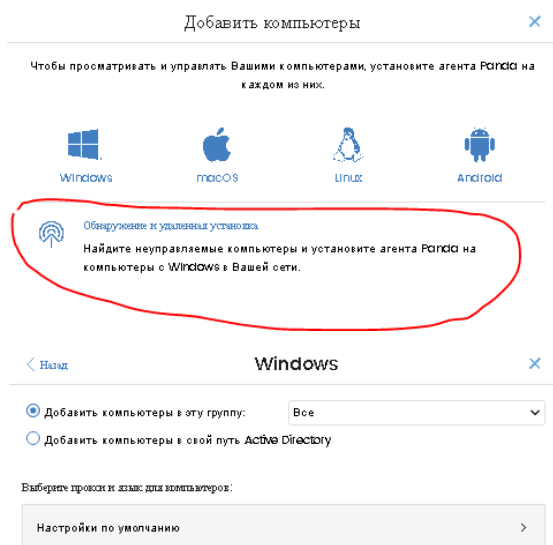 Добавить компьютеры
Чтобы просматривать и управлять Вашими компьютерами, установите агента Panda на
каждом из них.
Windows macOS Linux Android
Обнаружение и удаленная установка
Найдите неуправляемые компьютеры и установите агента Panda на
компьютеры с Windows в Вашей сети.
Назад Windows
Добавить компьютеры в эту группу: Все
Добавить компьютеры в свой путь Active Directory
Выберите прокси и язык для компьютеров:
Настройки по умолчанию